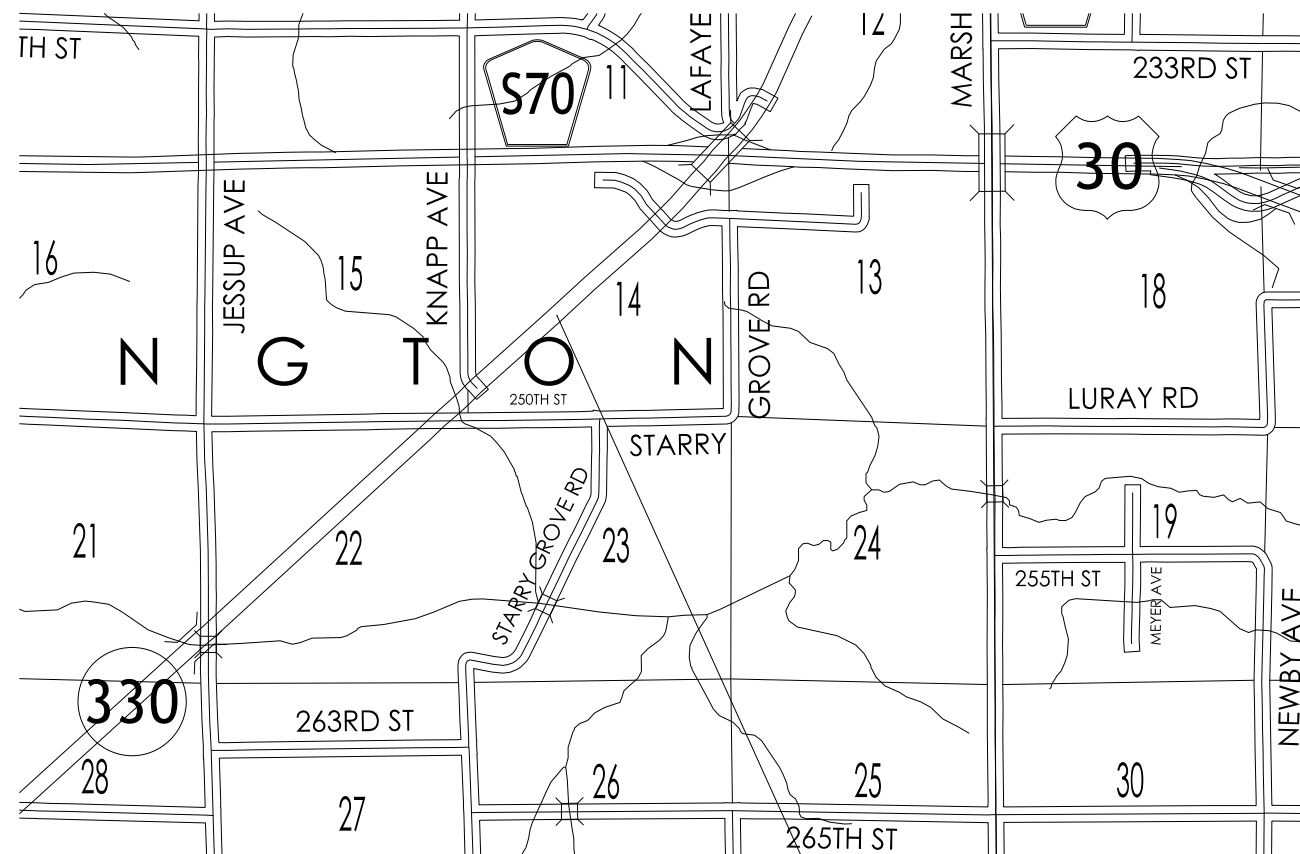 TH ST
S70
11
LAFAYE
12
MARSH
233RD ST
30
16
JESSUP AVE
15
KNAPP AVE
14
GROVE RD
13
18
N G T O N
250TH ST
LURAY RD
STARRY
21
22
STARRY GROVE RD
23
24
19
255TH ST
MEYER AVE
NEWBY AVE
330
263RD ST
28
27
26
25
30
265TH ST